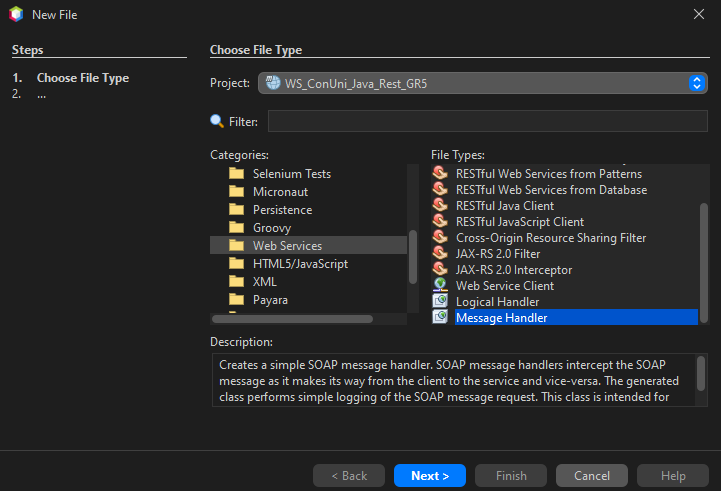 New File
Steps
1. Choose File Type
2. ...
Choose File Type
Project: WS_ConUni_Java_Rest_GR5
Filter:
Categories:
Selenium Tests
Micronaut
Persistence
Groovy
Web Services
HTML5/JavaScript
XML
Payara
File Types:
RESTful Web Services from Patterns
RESTful Web Services from Database
RESTful Java Client
RESTful JavaScript Client
Cross-Origin Resource Sharing Filter
JAX-RS 2.0 Filter
JAX-RS 2.0 Interceptor
Web Service Client
Logical Handler
Message Handler
Description:
Creates a simple SOAP message handler. SOAP message handlers intercept the SOAP
message as it makes its way from the client to the service and vice-versa. The generated
class performs simple logging of the SOAP message request. This class is intended for
< Back Next > Finish Cancel Help